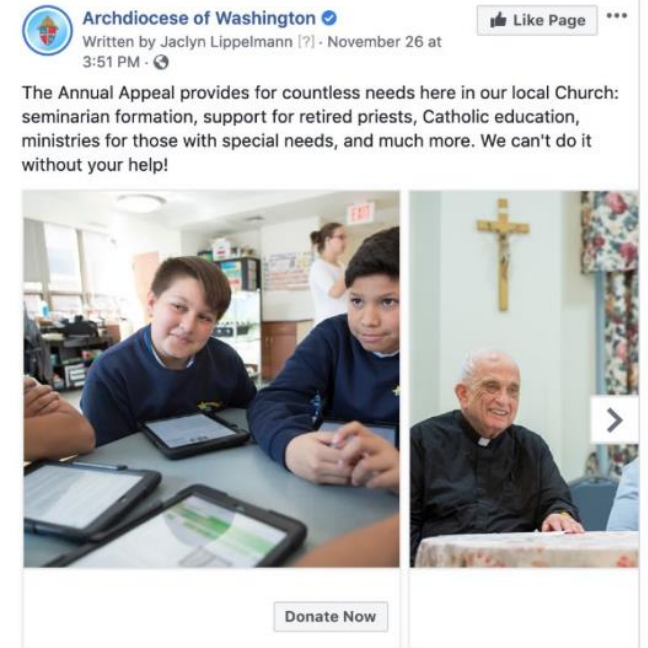 Archdiocese of Washington
Like Page
Written by Jaclyn Lippelmann [?] · November 26 at
3:51 PM ·
The Annual Appeal provides for countless needs here in our local Church:
seminarian formation, support for retired priests, Catholic education,
ministries for those with special needs, and much more. We can't do it
without your help!
EXIT
Donate Now